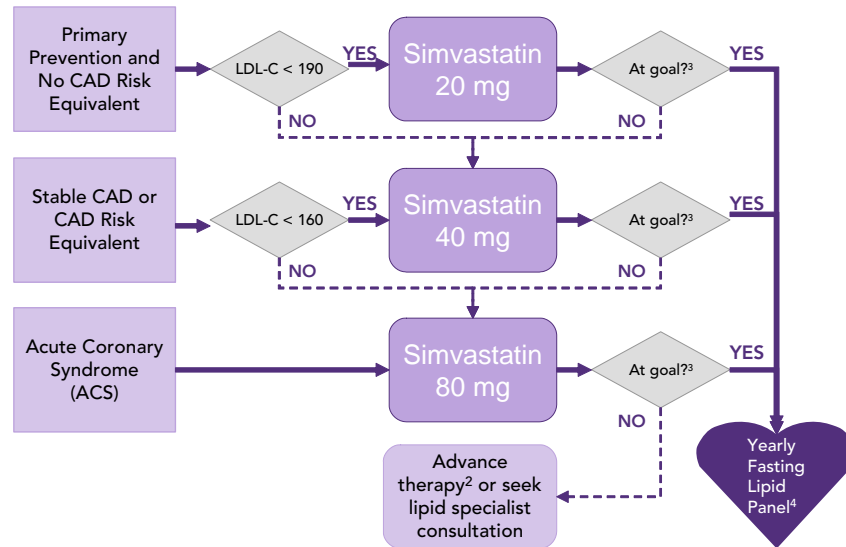 Primary
Prevention and
No CAD Risk
Equivalent
LDL-C < 190
YES
Simvastatin
20 mg
At goal?³
YES
NO
NO
Stable CAD or
CAD Risk
Equivalent
LDL-C < 160
YES
Simvastatin
40 mg
At goal?³
YES
NO
NO
Acute Coronary
Syndrome
(ACS)
Simvastatin
80 mg
At goal?³
YES
NO
Advance
therapy² or seek
lipid specialist
consultation
Yearly
Fasting
Lipid
Panel⁴